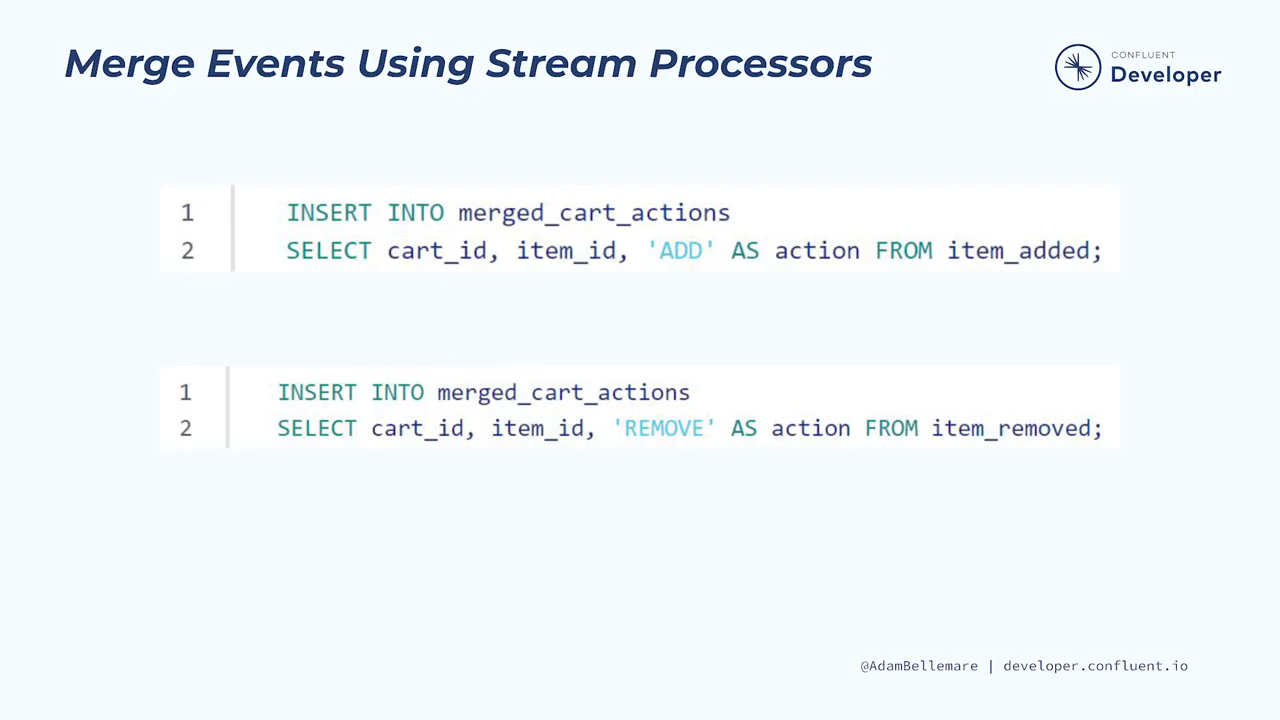 Merge Events Using Stream Processors
CONFLUENT
Developer
1 INSERT INTO merged_cart_actions
2 SELECT cart_id, item_id, 'ADD' AS action FROM item_added;
1 INSERT INTO merged_cart_actions
2 SELECT cart_id, item_id, 'REMOVE' AS action FROM item_removed;
@AdamBellemare | developer.confluent.io